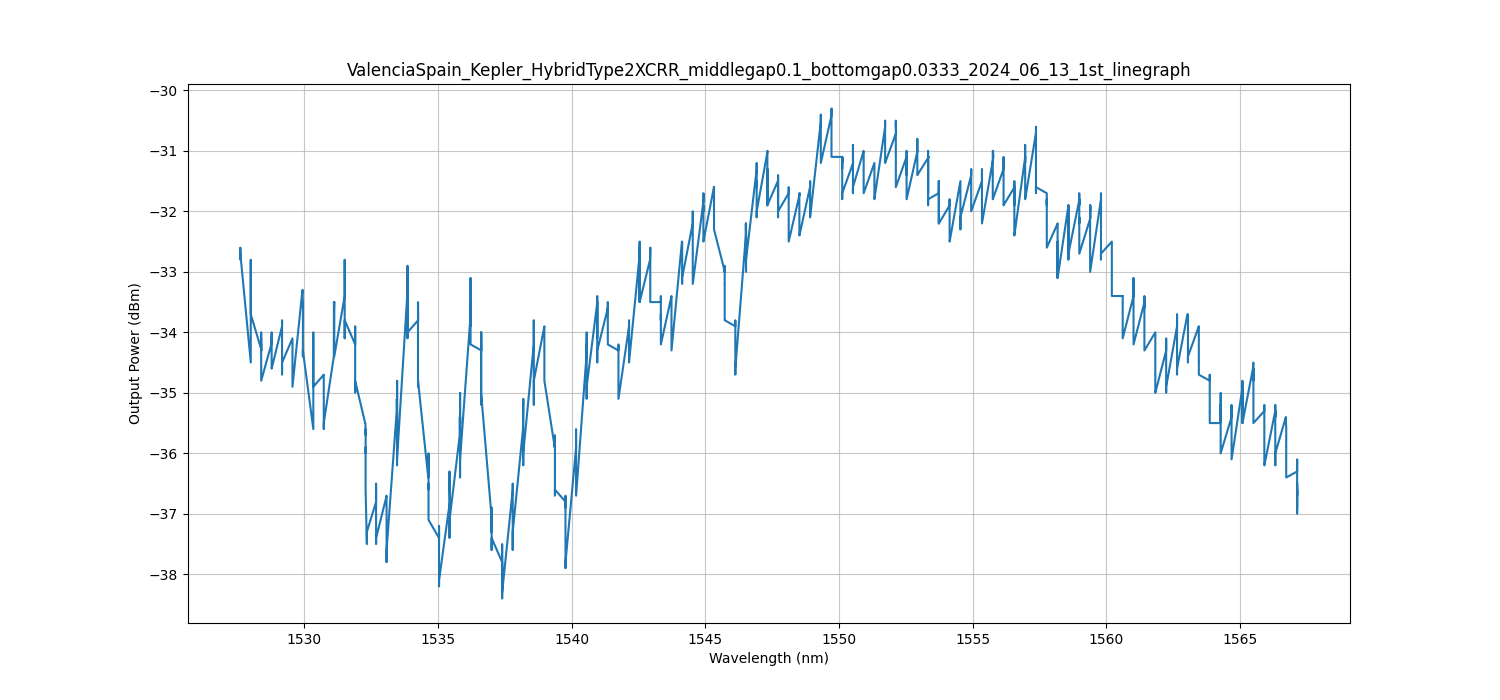 ValenciaSpain_Kepler_HybridType2XCRR_middlegap0.1_bottomgap0.0333_2024_06_13_1st_linegraph
−30
−31
−32
−33
−34
−35
−36
−37
−38
Output Power (dBm)
1530 1535 1540 1545 1550 1555 1560 1565
Wavelength (nm)